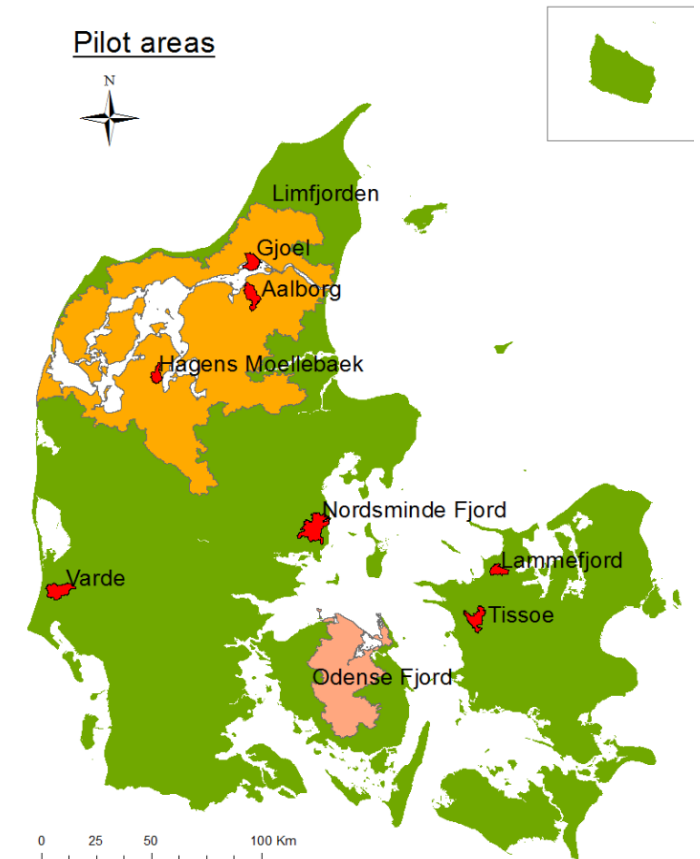 Pilot areas
N
Limfjorden
Gjoel
Aalborg
Hagens Moellebaek
Nordsminde Fjord
Lammefjord
Varde
Tissoe
Odense Fjord
0 25 50 100 Km